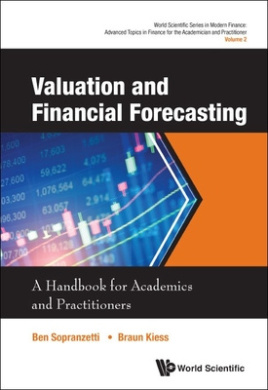 World Scientific Series in Modern Finance:
Advanced Topics in Finance for the Academician and Practitioner
Volume 2
Valuation and
Financial Forecasting
A Handbook for Academics
and Practitioners
Ben Sopranzetti • Braun Kiess
World Scientific